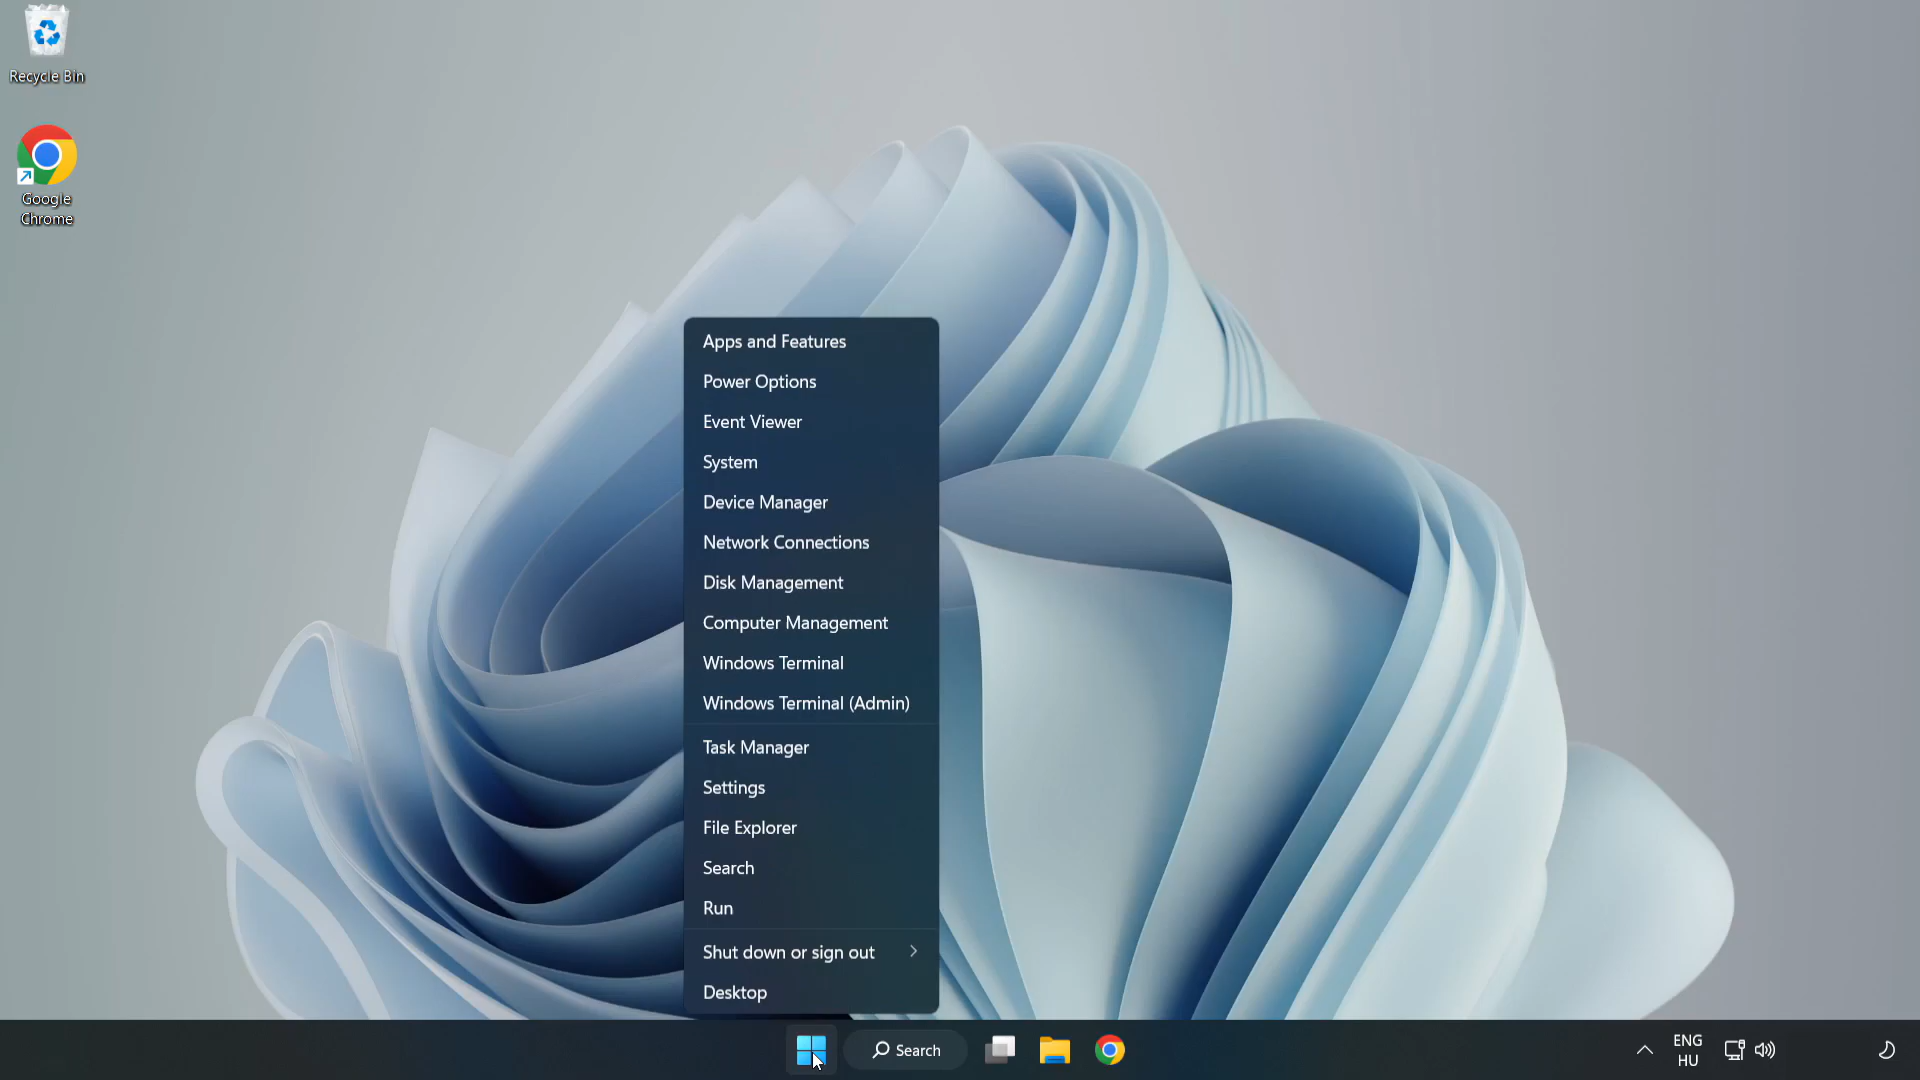 Recycle Bin
Google
Chrome
Apps and Features
Power Options
Event Viewer
System
Device Manager
Network Connections
Disk Management
Computer Management
Windows Terminal
Windows Terminal (Admin)
Task Manager
Settings
File Explorer
Search
Run
Shut down or sign out
Desktop
Search
ENG
HU